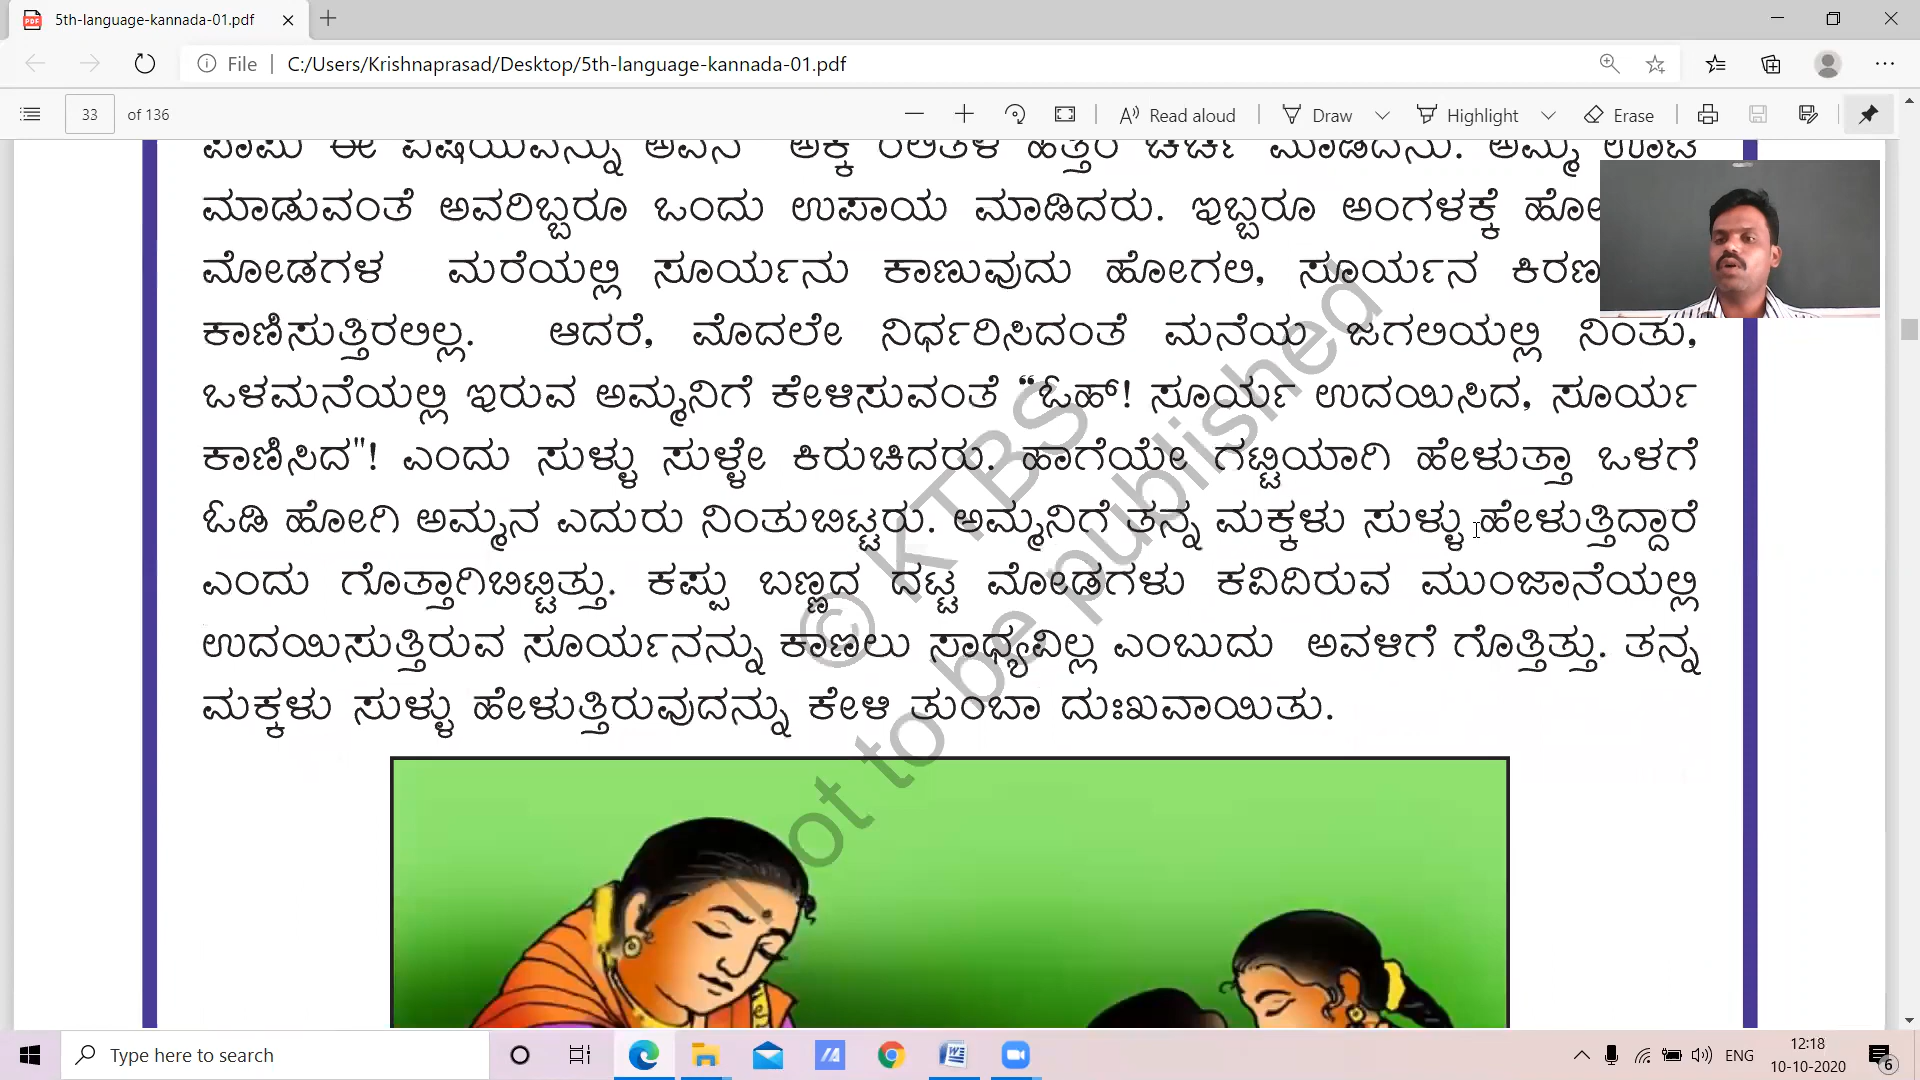 5th-language-kannada-01.pdf
File C:/Users/Krishnaprasad/Desktop/5th-language-kannada-01.pdf
33 of 136 Read aloud Draw Highlight Erase
ಮಾಡುವಂತೆ ಅವರಿಬ್ಬರೂ ಒಂದು ಉಪಾಯ ಮಾಡಿದರು. ಇಬ್ಬರೂ ಅಂಗಳಕ್ಕೆ
ಮೋಡಗಳ ಮರೆಯಲ್ಲಿ ಸೂರ್ಯನು ಕಾಣುವುದು ಹೋಗಲಿ, ಸೂರ್ಯನ ಕಿರಣ
ಕಾಣಿಸುತ್ತಿರಲಿಲ್ಲ. ಆದರೆ, ಮೊದಲೇ ನಿರ್ಧರಿಸಿದಂತೆ ಮನೆಯ ಜಗಲಿಯಲ್ಲಿ ನಿಂತು,
ಒಳಮನೆಯಲ್ಲಿ ಇರುವ ಅಮ್ಮನಿಗೆ ಕೇಳಿಸುವಂತೆ “ಓಹ್! ಸೂರ್ಯ ಉದಯಿಸಿದ, ಸೂರ್ಯ
ಕಾಣಿಸಿದ"! ಎಂದು ಸುಳ್ಳು ಸುಳ್ಳೇ ಕಿರುಚಿದರು. ಹಾಗೆಯೇ ಗಟ್ಟಿಯಾಗಿ ಹೇಳುತ್ತಾ ಒಳಗೆ
ಓಡಿ ಹೋಗಿ ಅಮ್ಮನ ಎದುರು ನಿಂತುಬಿಟ್ಟರು. ಅಮ್ಮನಿಗೆ ತನ್ನ ಮಕ್ಕಳು ಸುಳ್ಳು ಹೇಳುತ್ತಿದ್ದಾರೆ
ಎಂದು ಗೊತ್ತಾಗಿಬಿಟ್ಟಿತ್ತು. ಕಪ್ಪು ಬಣ್ಣದ ದಟ್ಟ ಮೋಡಗಳು ಕವಿದಿರುವ ಮುಂಜಾನೆಯಲ್ಲಿ
ಉದಯಿಸುತ್ತಿರುವ ಸೂರ್ಯನನ್ನು ಕಾಣಲು ಸಾಧ್ಯವಿಲ್ಲ ಎಂಬುದು ಅವಳಿಗೆ ಗೊತ್ತಿತ್ತು. ತನ್ನ
ಮಕ್ಕಳು ಸುಳ್ಳು ಹೇಳುತ್ತಿರುವುದನ್ನು ಕೇಳಿ ತುಂಬಾ ದುಃಖವಾಯಿತು.
© KTBS
not to be published
Type here to search
ENG
12:18
10-10-2020
6